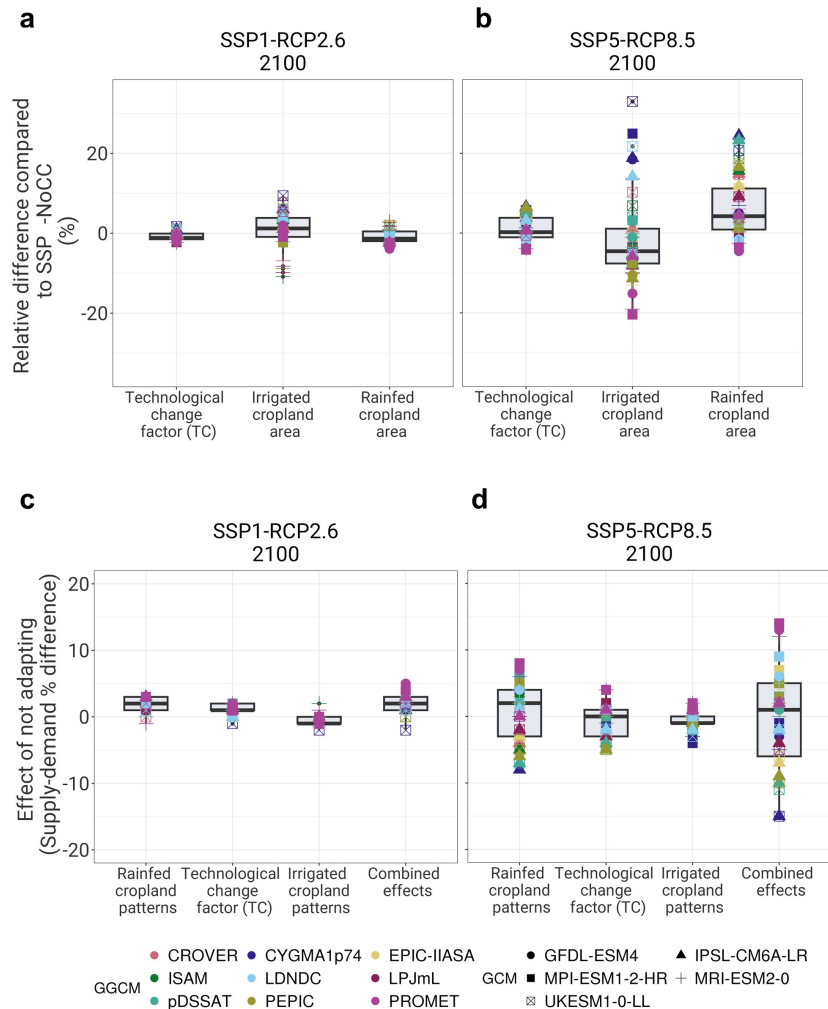 a
b
SSP1-RCP2.6
2100
SSP5-RCP8.5
2100
Relative difference compared
to SSP -NoCC
(%)
20
0
-20
Technological
change
factor (TC)
Irrigated
cropland
area
Rainfed
cropland
area
Technological
change
factor (TC)
Irrigated
cropland
area
Rainfed
cropland
area
c
d
SSP1-RCP2.6
2100
SSP5-RCP8.5
2100
Effect of not adapting
(Supply-demand % difference)
20
10
0
-10
-20
Rainfed
cropland
patterns
Technological
change
factor (TC)
Irrigated
cropland
patterns
Combined
effects
Rainfed
cropland
patterns
Technological
change
factor (TC)
Irrigated
cropland
patterns
Combined
effects
GGCM
CROVER
ISAM
pDSSAT
CYGMA1p74
LDNDC
PEPIC
EPIC-IIASA
LPJmL
PROMET
GCM
GFDL-ESM4
MPI-ESM1-2-HR
UKESM1-0-LL
IPSL-CM6A-LR
MRI-ESM2-0